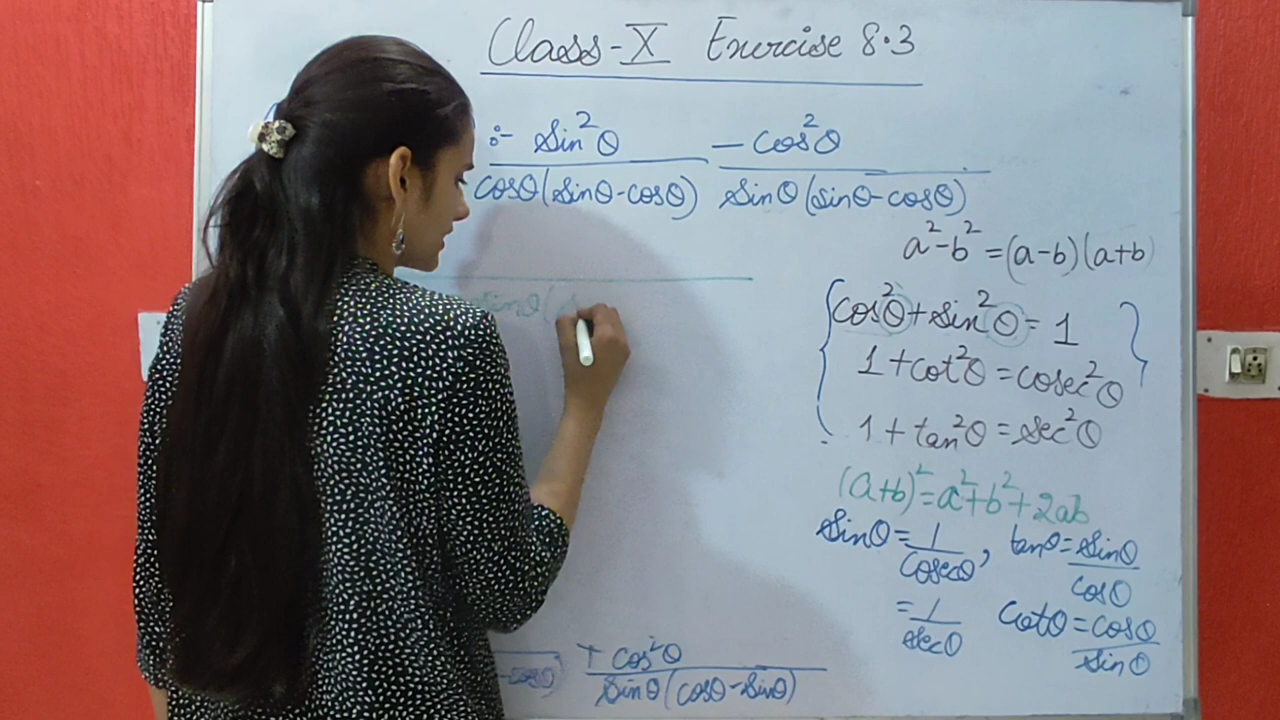 Class-X Exercise 8.3
:- sin²θ - cos²θ
cosθ(sinθ-cosθ) sinθ(sinθ-cosθ)
a²-b²=(a-b)(a+b)
sinθ(
cos²θ+sin²θ=1
1+cot²θ=cosec²θ
1+tan²θ=sec²θ
(a+b)²=a²+b²+2ab
sinθ=1/cosecθ, tanθ=sinθ/cosθ
=1/secθ cotθ=cosθ/sinθ
-cosθ) + cos²θ
sinθ(cosθ-sinθ)